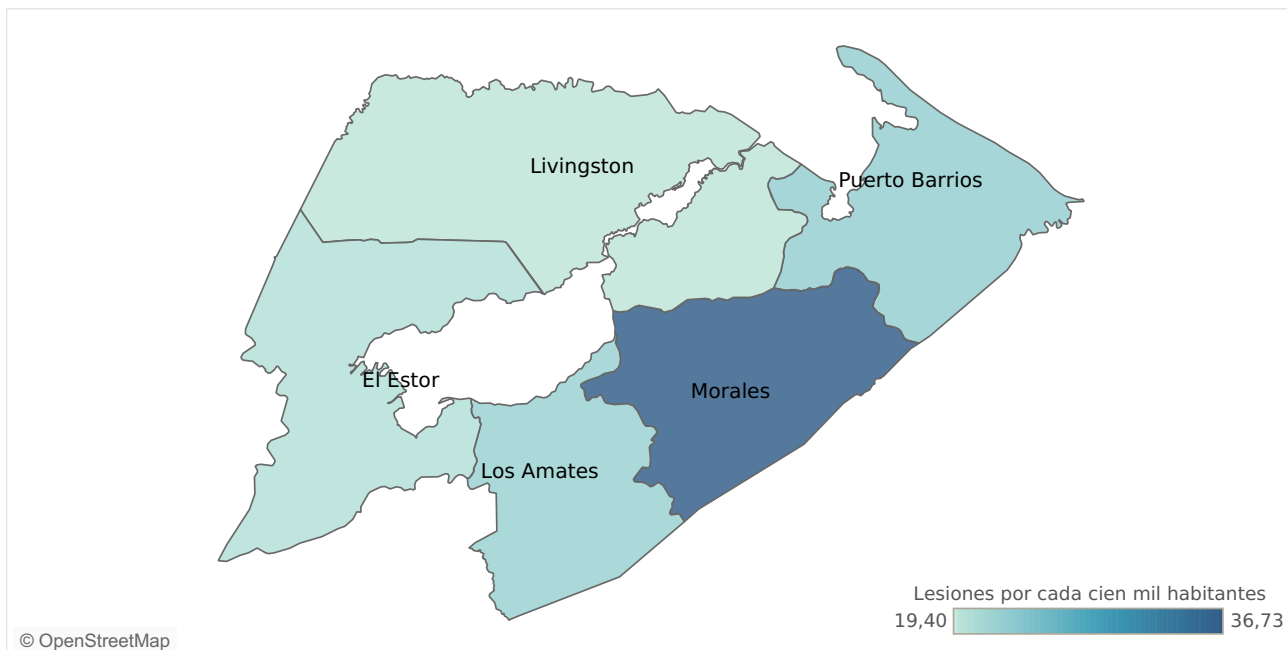 Livingston
Puerto Barrios
El Estor
Morales
Los Amates
Lesiones por cada cien mil habitantes
19,40 36,73
© OpenStreetMap